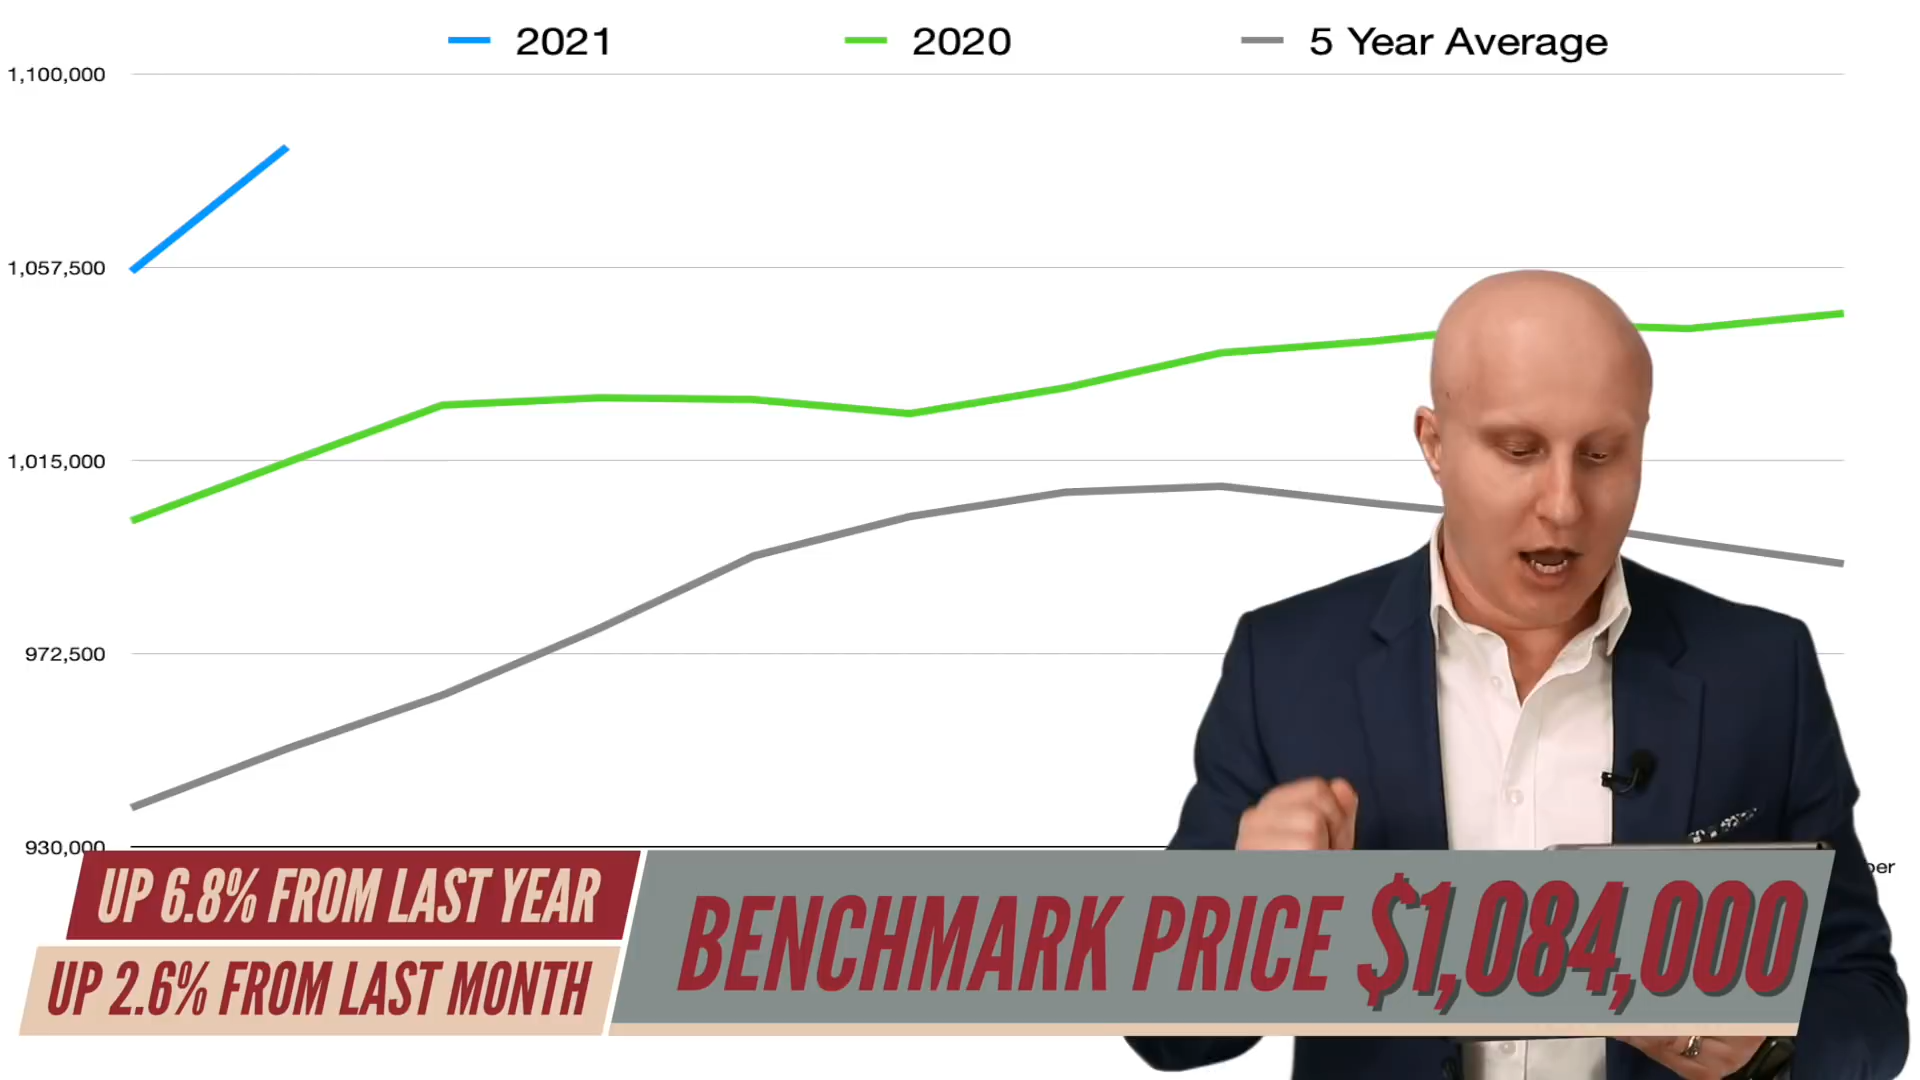 2021 2020 5 Year Average
1,100,000
1,057,500
1,015,000
972,500
930,000
UP 6.8% FROM LAST YEAR
UP 2.6% FROM LAST MONTH
BENCHMARK PRICE $1,084,000